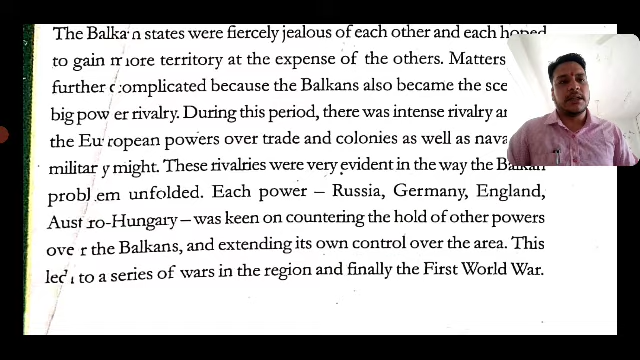 The Balkan states were fiercely jealous of each other and each hoped
to gain more territory at the expense of the others. Matters
further complicated because the Balkans also became the
big power rivalry. During this period, there was intense rivalry
the European powers over trade and colonies as well as
military might. These rivalries were very evident in the way the Balkan
problem unfolded. Each power – Russia, Germany, England,
Austro-Hungary – was keen on countering the hold of other powers
over the Balkans, and extending its own control over the area. This
led to a series of wars in the region and finally the First World War.